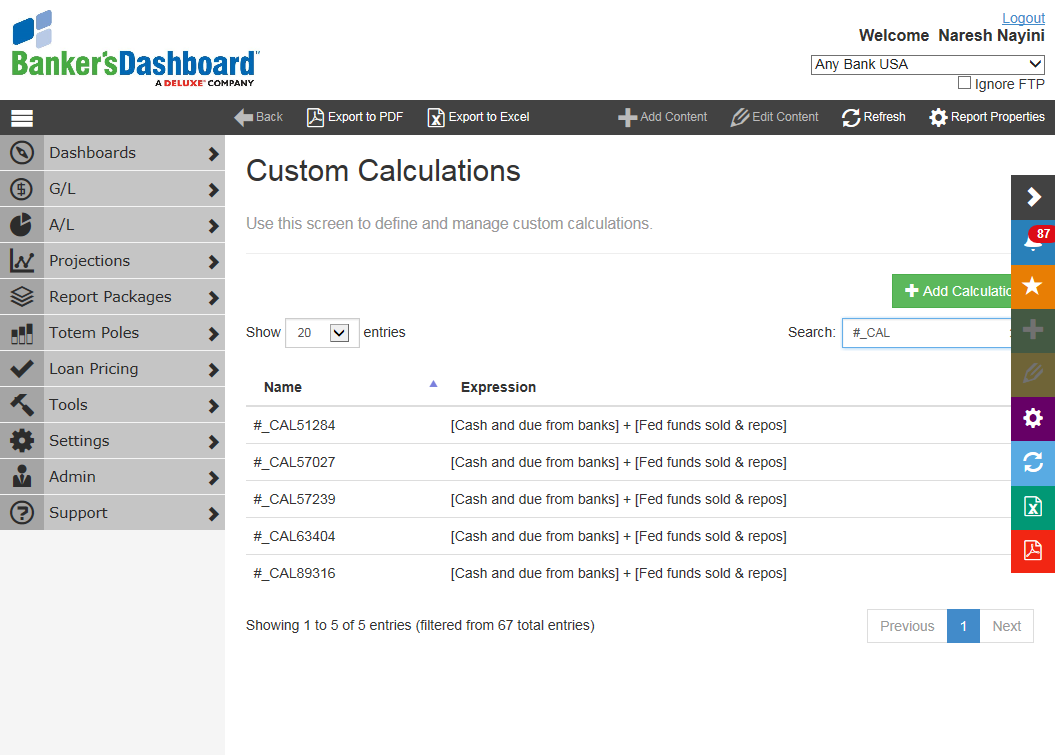 Logout
Banker'sDashboard
A DELUXE COMPANY
Welcome Naresh Nayini
Any Bank USA
Ignore FTP
Back Export to PDF Export to Excel Add Content Edit Content Refresh Report Properties
Dashboards
G/L
A/L
Projections
Report Packages
Totem Poles
Loan Pricing
Tools
Settings
Admin
Support
Custom Calculations
Use this screen to define and manage custom calculations.
87
Add Calculatio
Show 20 entries Search: #_CAL
Name Expression
#_CAL51284 [Cash and due from banks] + [Fed funds sold & repos]
#_CAL57027 [Cash and due from banks] + [Fed funds sold & repos]
#_CAL57239 [Cash and due from banks] + [Fed funds sold & repos]
#_CAL63404 [Cash and due from banks] + [Fed funds sold & repos]
#_CAL89316 [Cash and due from banks] + [Fed funds sold & repos]
Showing 1 to 5 of 5 entries (filtered from 67 total entries) Previous 1 Next